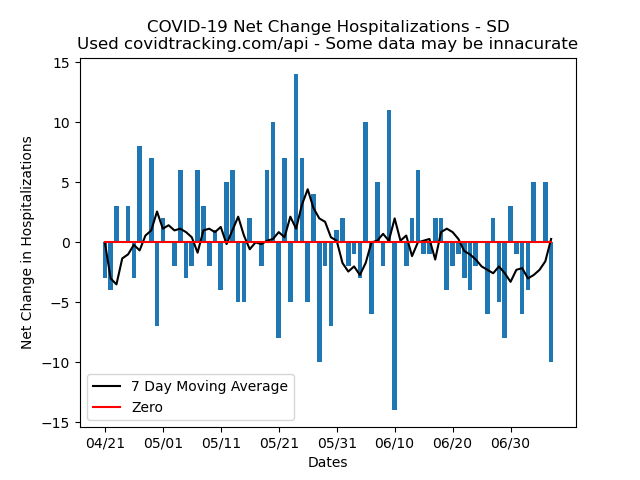 COVID-19 Net Change Hospitalizations - SD
Used covidtracking.com/api - Some data may be innacurate
15
10
5
0
−5
−10
−15
Net Change in Hospitalizations
7 Day Moving Average
Zero
04/21 05/01 05/11 05/21 05/31 06/10 06/20 06/30
Dates